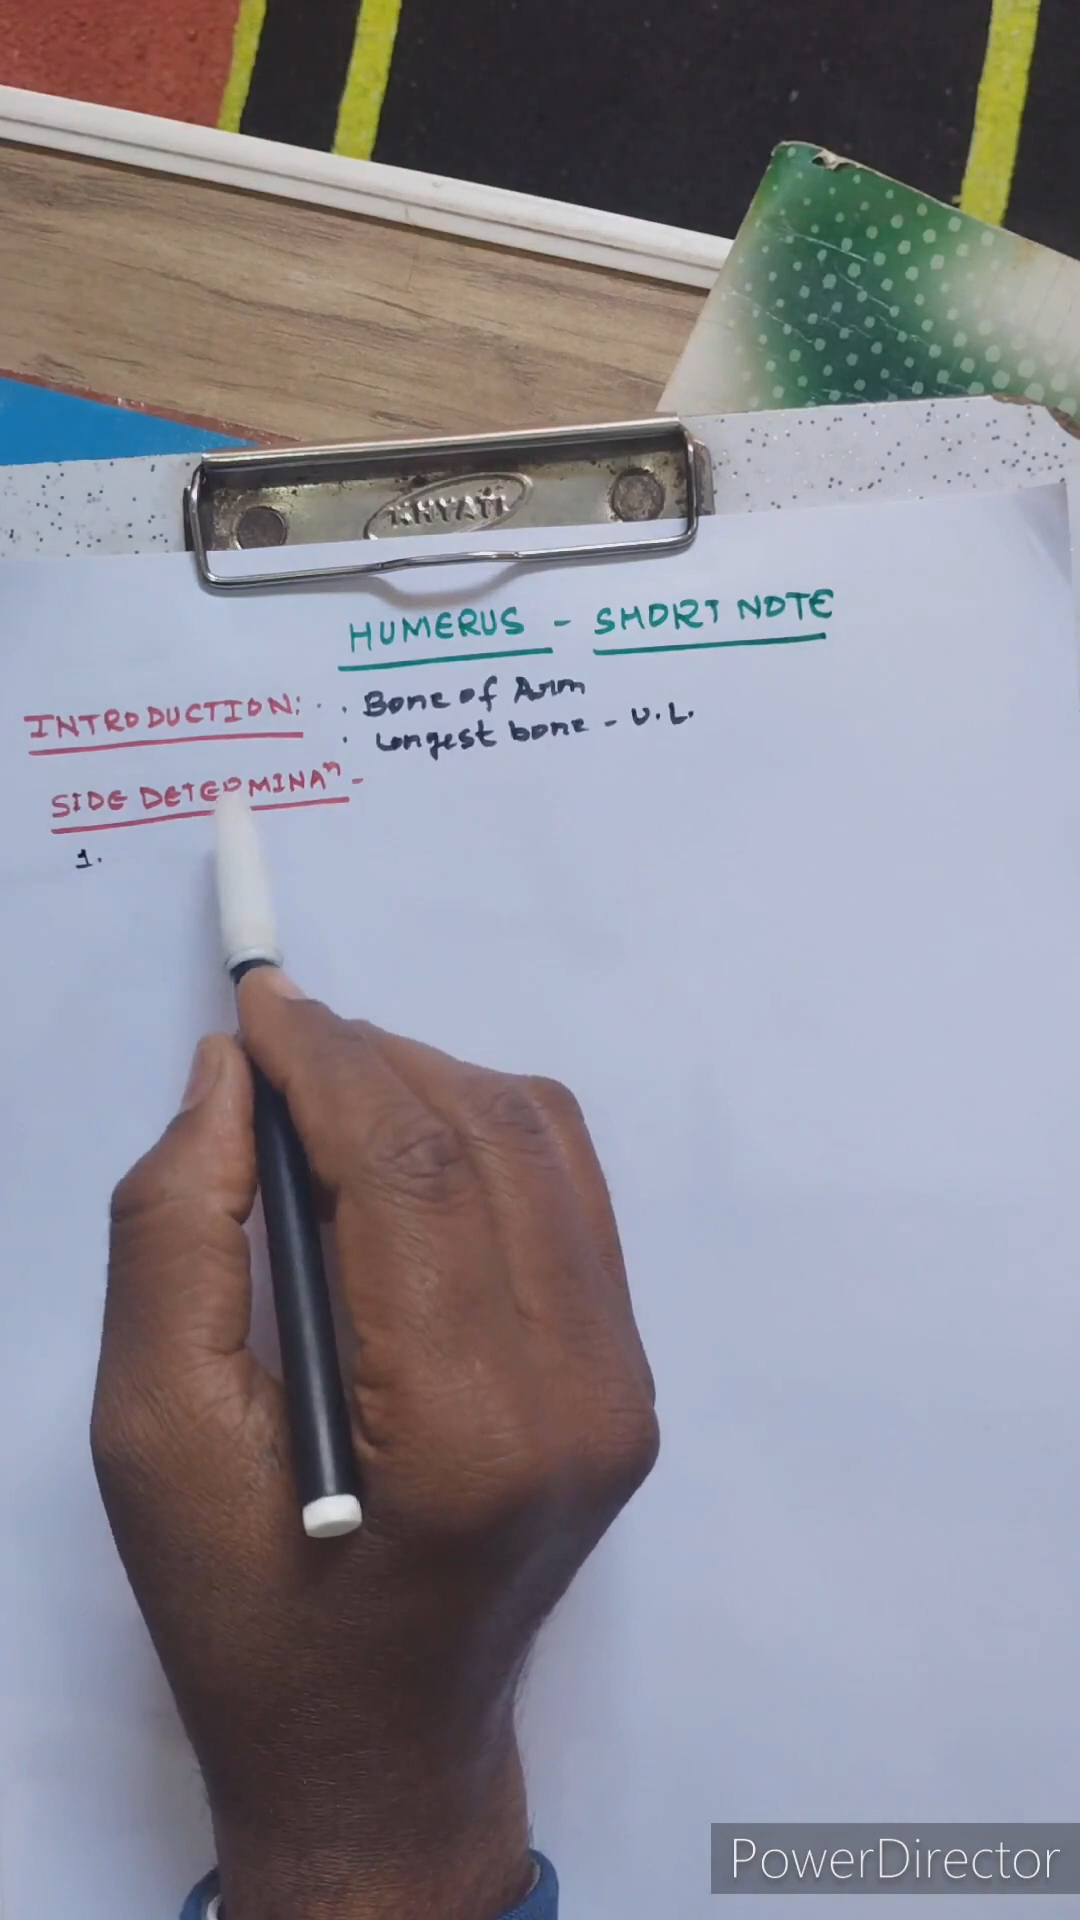 KHYATI
HUMERUS - SHORT NOTE
INTRODUCTION: . Bone of Arm
. Longest bone - U.L.
SIDE DETERMINAⁿ -
1.
PowerDirector